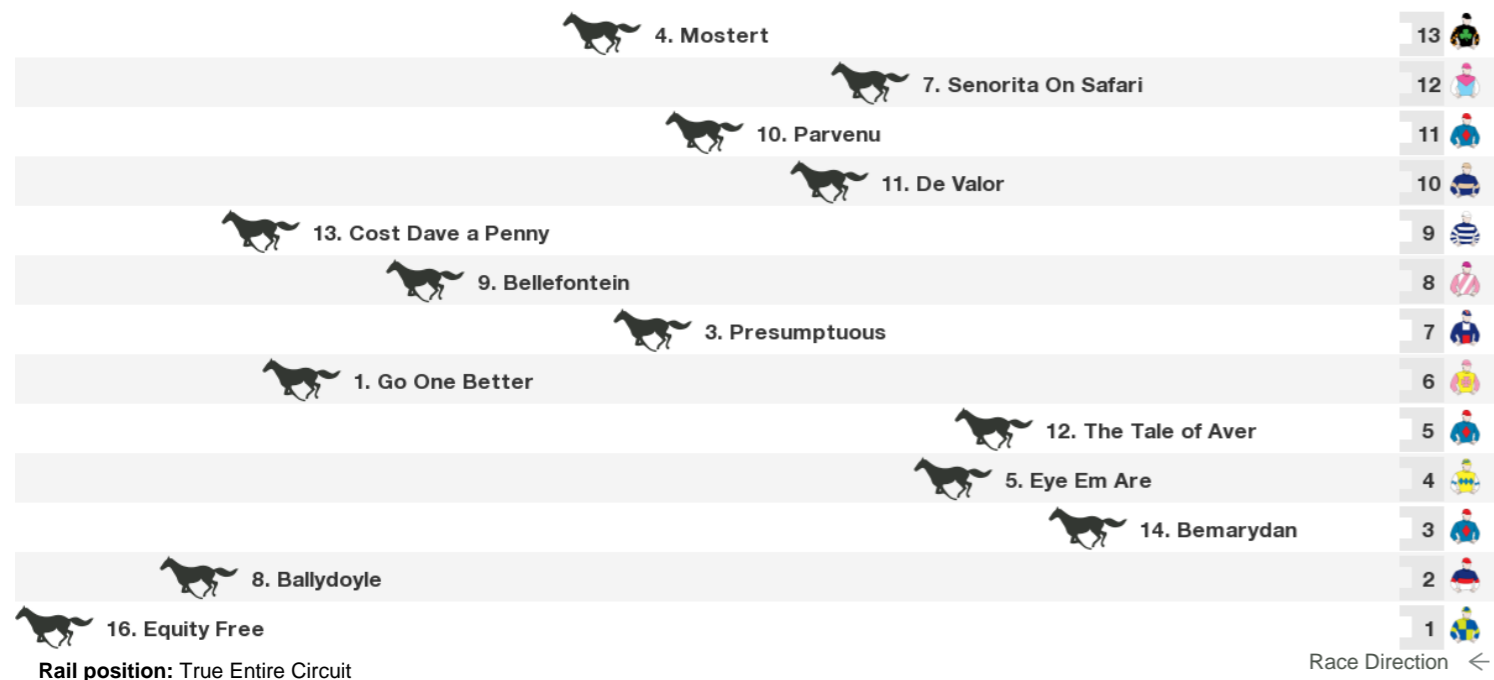 4. Mostert 13
7. Senorita On Safari 12
10. Parvenu 11
11. De Valor 10
13. Cost Dave a Penny 9
9. Bellefontein 8
3. Presumptuous 7
1. Go One Better 6
12. The Tale of Aver 5
5. Eye Em Are 4
14. Bemarydan 3
8. Ballydoyle 2
16. Equity Free 1
Rail position: True Entire Circuit Race Direction ←